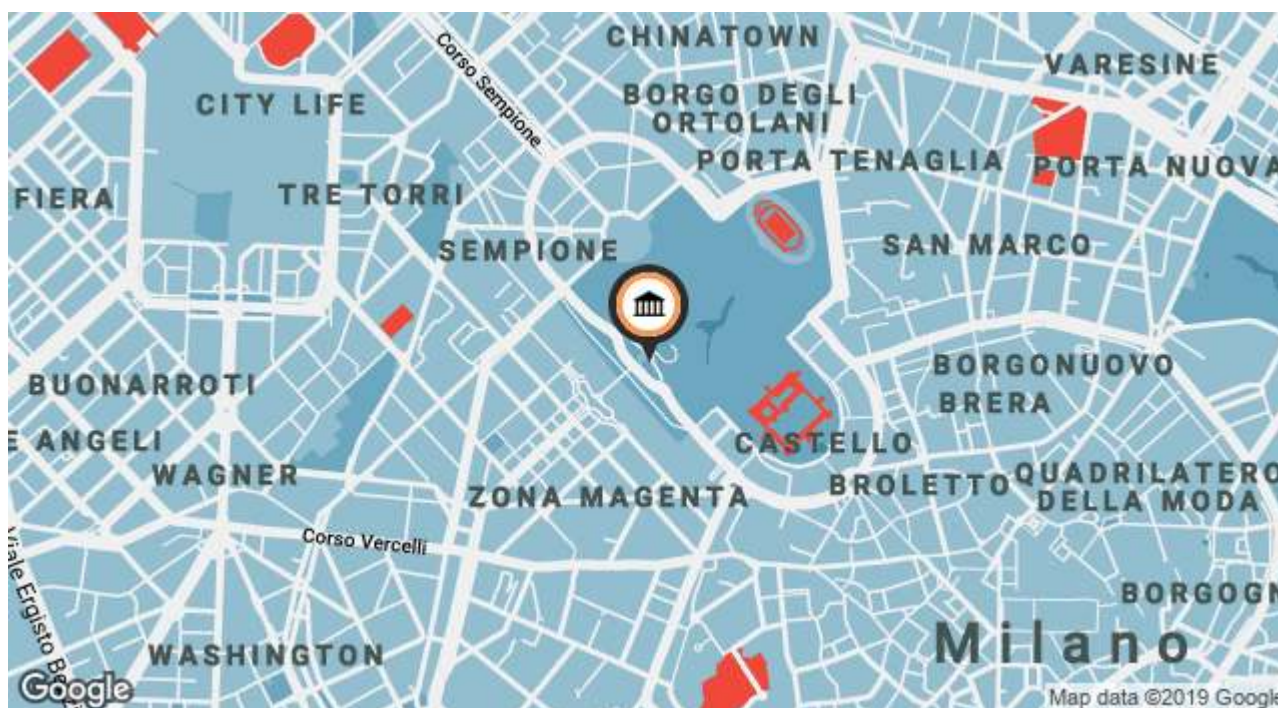 Corso Sempione
CHINATOWN
VARESINE
CITY LIFE
BORGO DEGLI
ORTOLANI
PORTA TENAGLIA
PORTA NUOVA
FIERA
TRE TORRI
SEMPIONE
SAN MARCO
BUONARROTI
BORGONUOVO
BRERA
E ANGELI
WAGNER
CASTELLO
ZONA MAGENTA
BROLETTO
QUADRILATERO
DELLA MODA
Corso Vercelli
Viale Ergisto Be
BORGOGN
Milano
WASHINGTON
Google
Map data ©2019 Google